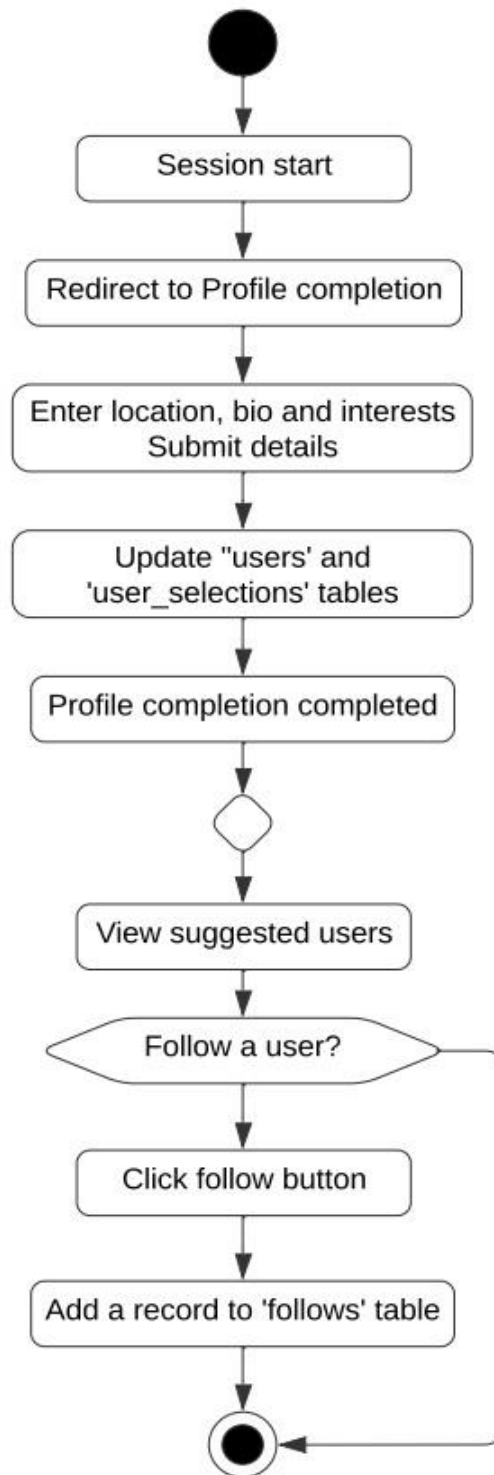 Session start
Redirect to Profile completion
Enter location, bio and interests
Submit details
Update "users' and
'user_selections' tables
Profile completion completed
View suggested users
Follow a user?
Click follow button
Add a record to 'follows' table